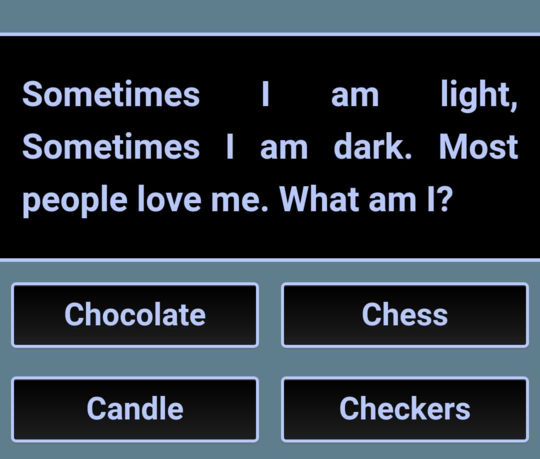 Sometimes I am light,
Sometimes I am dark. Most
people love me. What am I?
Chocolate
Chess
Candle
Checkers